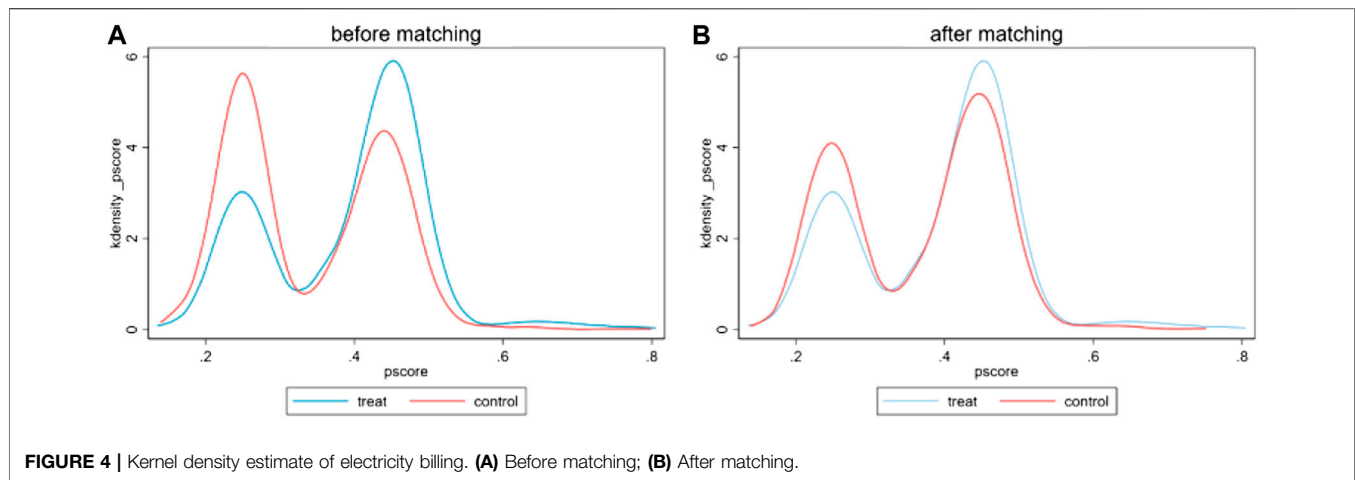 A
before matching
6
4
2
0
kdensity _pscore
.2
.4
.6
.8
pscore
treat
control
B
after matching
6
4
2
0
kdensity _pscore
.2
.4
.6
.8
pscore
treat
control
FIGURE 4 | Kernel density estimate of electricity billing. (A) Before matching; (B) After matching.